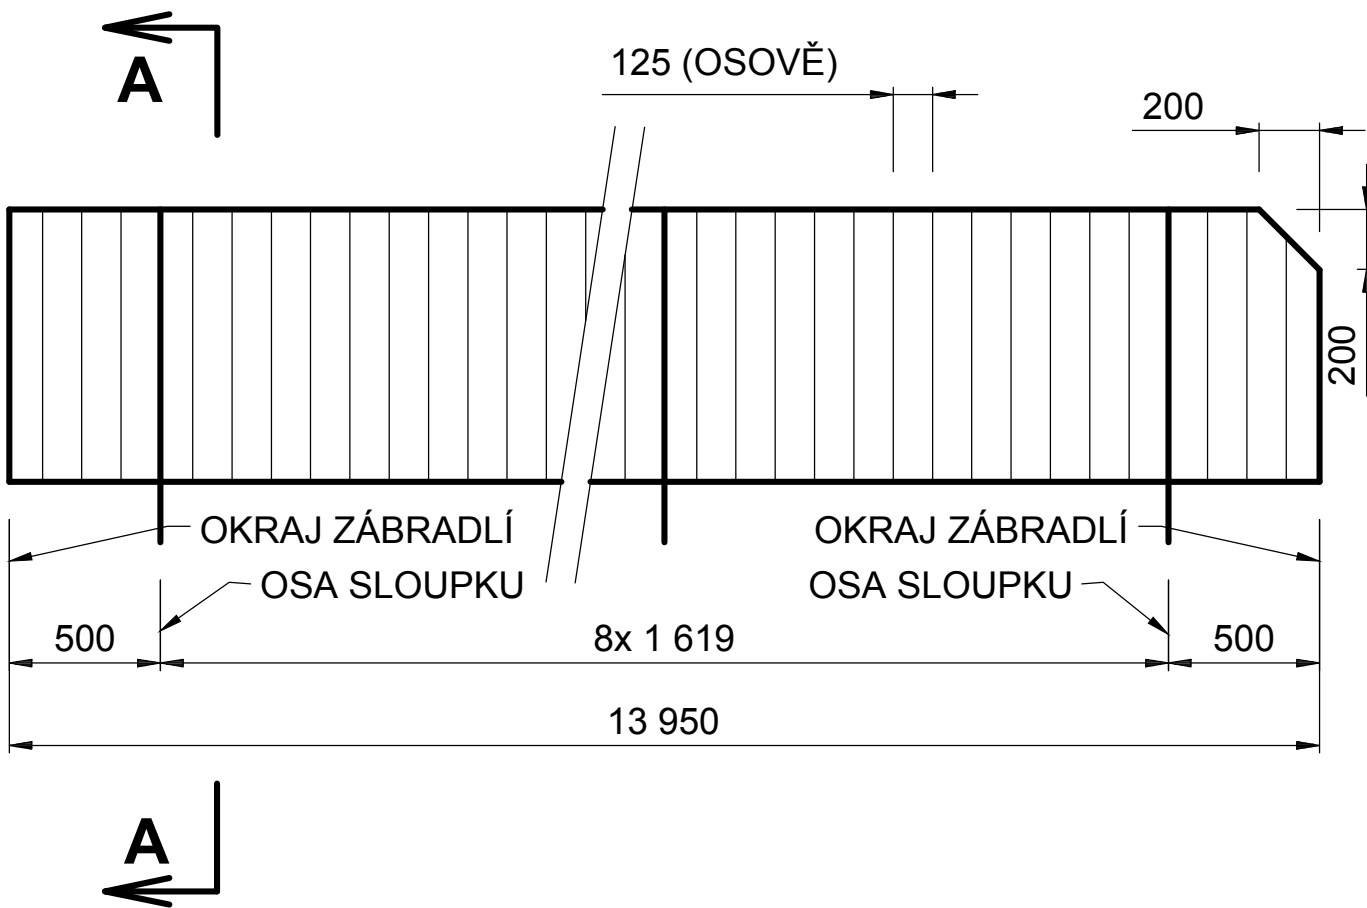 A
125 (OSOVĚ)
200
200
OKRAJ ZÁBRADLÍ
OKRAJ ZÁBRADLÍ
OSA SLOUPKU
OSA SLOUPKU
500
8x 1 619
500
13 950
A